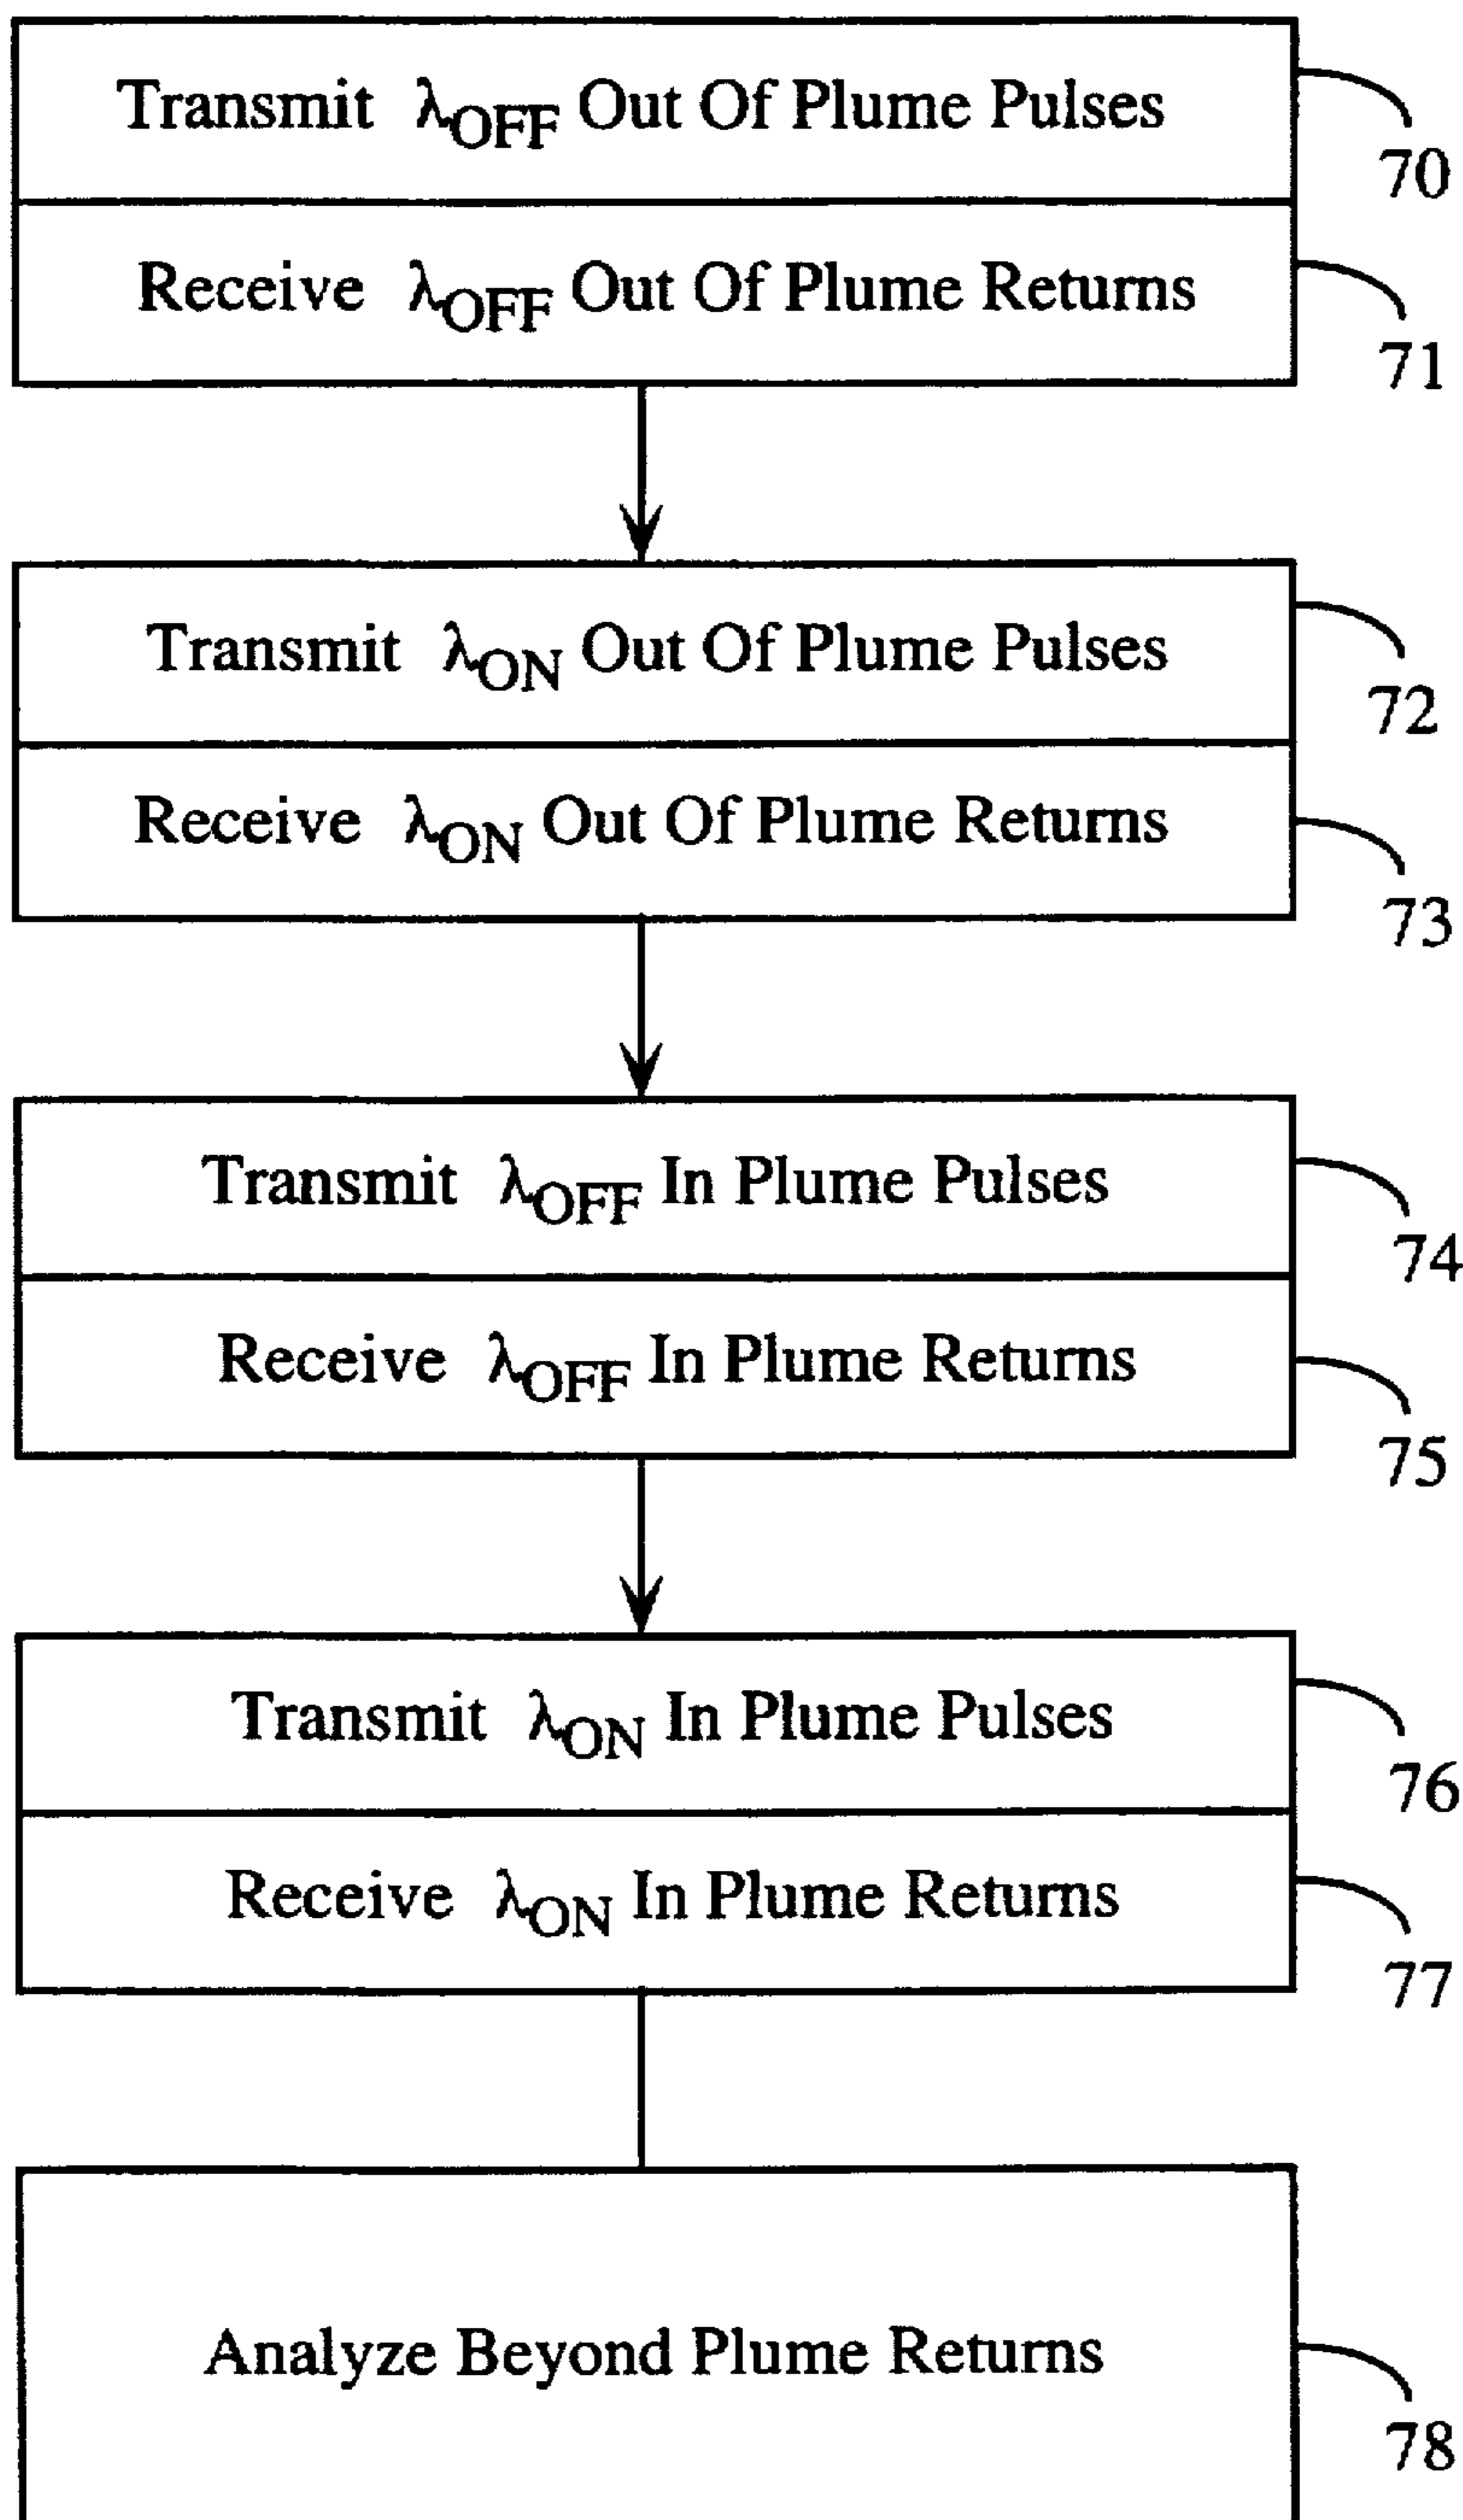 Transmit λOFF Out Of Plume Pulses
70
Receive λOFF Out Of Plume Returns
71
Transmit λON Out Of Plume Pulses
72
Receive λON Out Of Plume Returns
73
Transmit λOFF In Plume Pulses
74
Receive λOFF In Plume Returns
75
Transmit λON In Plume Pulses
76
Receive λON In Plume Returns
77
Analyze Beyond Plume Returns
78